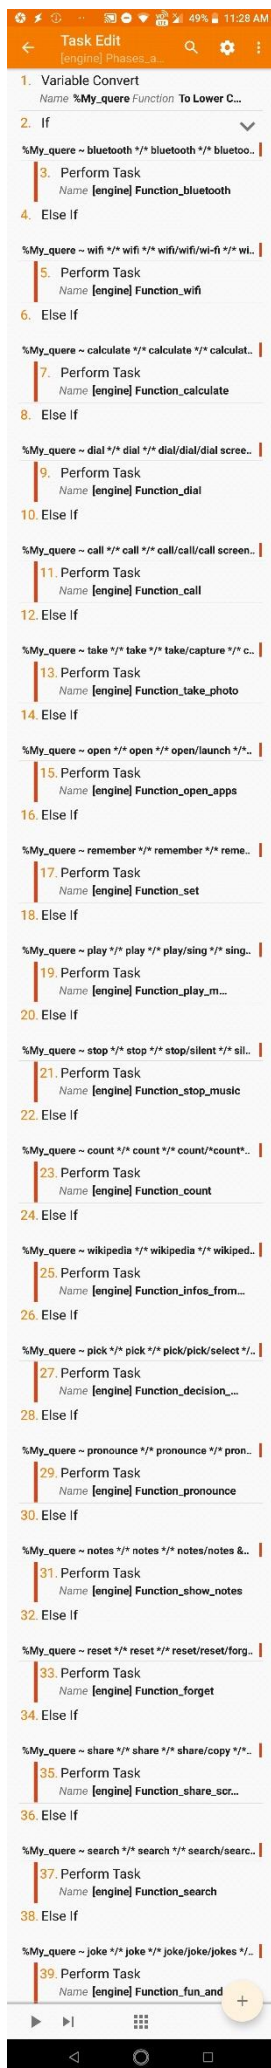 49% 11:28 AM
Task Edit
[engine] Phases_a...
1. Variable Convert
Name %My_quere Function To Lower C...
2. If
%My_quere ~ bluetooth */* bluetooth */* bluetoo..
3. Perform Task
Name [engine] Function_bluetooth
4. Else If
%My_quere ~ wifi */* wifi */* wifi/wifi/wi-fi */* wi..
5. Perform Task
Name [engine] Function_wifi
6. Else If
%My_quere ~ calculate */* calculate */* calculat..
7. Perform Task
Name [engine] Function_calculate
8. Else If
%My_quere ~ dial */* dial */* dial/dial/dial scree..
9. Perform Task
Name [engine] Function_dial
10. Else If
%My_quere ~ call */* call */* call/call/call screen..
11. Perform Task
Name [engine] Function_call
12. Else If
%My_quere ~ take */* take */* take/capture */* c..
13. Perform Task
Name [engine] Function_take_photo
14. Else If
%My_quere ~ open */* open */* open/launch */*..
15. Perform Task
Name [engine] Function_open_apps
16. Else If
%My_quere ~ remember */* remember */* reme..
17. Perform Task
Name [engine] Function_set
18. Else If
%My_quere ~ play */* play */* play/sing */* sing..
19. Perform Task
Name [engine] Function_play_m...
20. Else If
%My_quere ~ stop */* stop */* stop/silent */* sil..
21. Perform Task
Name [engine] Function_stop_music
22. Else If
%My_quere ~ count */* count */* count/*count*..
23. Perform Task
Name [engine] Function_count
24. Else If
%My_quere ~ wikipedia */* wikipedia */* wikiped..
25. Perform Task
Name [engine] Function_infos_from...
26. Else If
%My_quere ~ pick */* pick */* pick/pick/select */..
27. Perform Task
Name [engine] Function_decision_...
28. Else If
%My_quere ~ pronounce */* pronounce */* pron..
29. Perform Task
Name [engine] Function_pronounce
30. Else If
%My_quere ~ notes */* notes */* notes/notes &..
31. Perform Task
Name [engine] Function_show_notes
32. Else If
%My_quere ~ reset */* reset */* reset/reset/forg..
33. Perform Task
Name [engine] Function_forget
34. Else If
%My_quere ~ share */* share */* share/copy */*..
35. Perform Task
Name [engine] Function_share_scr...
36. Else If
%My_quere ~ search */* search */* search/searc..
37. Perform Task
Name [engine] Function_search
38. Else If
%My_quere ~ joke */* joke */* joke/joke/jokes */..
39. Perform Task
Name [engine] Function_fun_and